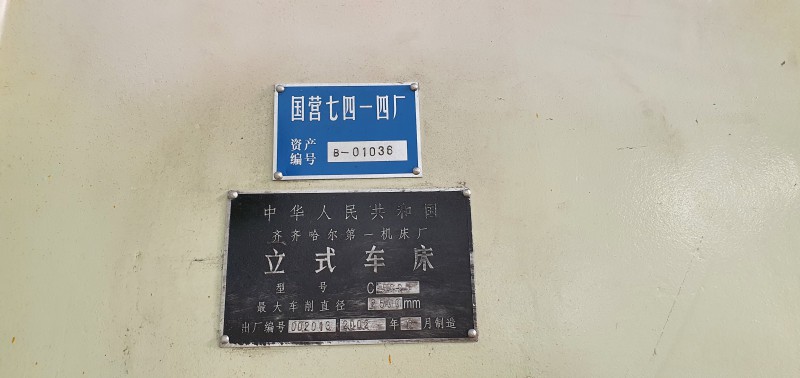 国营七四一四厂
资产
编号 B-01036
中华人民共和国
齐齐哈尔第一机床厂
立式车床
型号 C
最大车削直径 mm
出厂编号 002013 2002 年 月制造